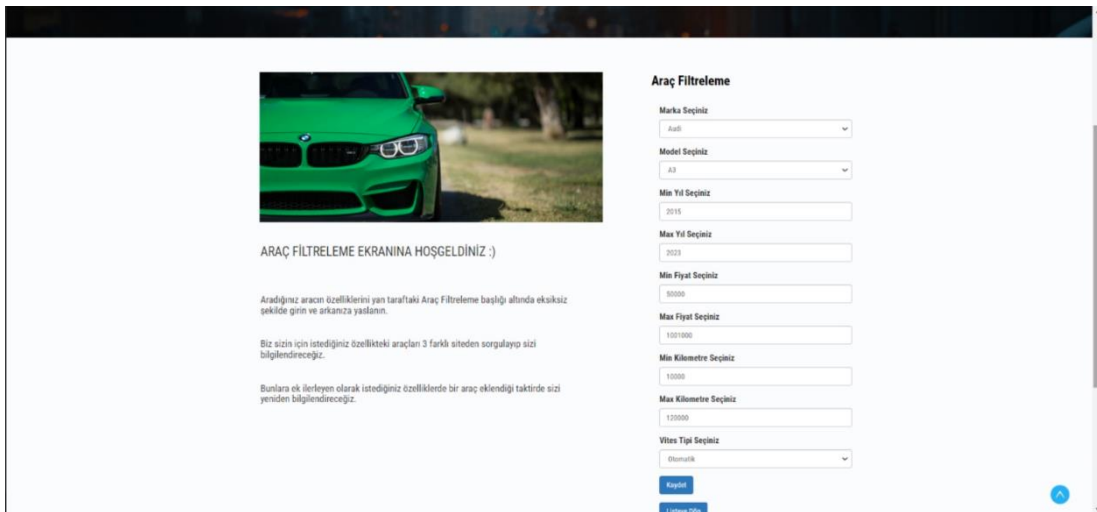 ARAÇ FİLTRELEME EKRANINA HOŞGELDİNİZ :)
Aradığınız aracın özelliklerini yan taraftaki Araç Filtreleme başlığı altında eksiksiz
şekilde girin ve arkanıza yaslanın.
Biz sizin için istediğiniz özellikteki araçları 3 farklı siteden sorgulayıp sizi
bilgilendireceğiz.
Bunlara ek ilerleyen olarak istediğiniz özelliklerde bir araç eklendiği taktirde sizi
yeniden bilgilendireceğiz.
Araç Filtreleme
Marka Seçiniz
Audi
Model Seçiniz
A3
Min Yıl Seçiniz
2015
Max Yıl Seçiniz
2023
Min Fiyat Seçiniz
50000
Max Fiyat Seçiniz
1001000
Min Kilometre Seçiniz
10000
Max Kilometre Seçiniz
120000
Vites Tipi Seçiniz
Otomatik
Kaydet